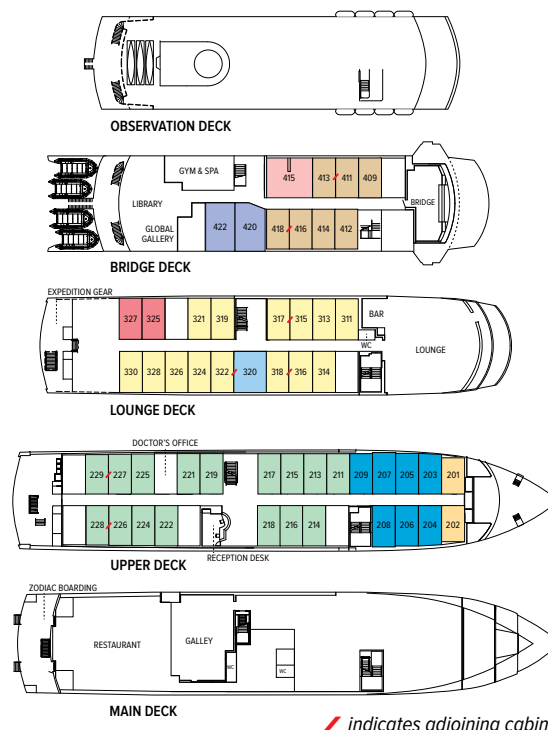 OBSERVATION DECK
GYM & SPA
415 413 411 409
LIBRARY
BRIDGE
GLOBAL
GALLERY
422 420 418 416 414 412
BRIDGE DECK
EXPEDITION GEAR
327 325 321 319 317 315 313 311
BAR
WC
LOUNGE
330 328 326 324 322 320 318 316 314
LOUNGE DECK
DOCTOR'S OFFICE
229 227 225 221 219 217 215 213 211 209 207 205 203 201
228 226 224 222 218 216 214 208 206 204 202
RECEPTION DESK
UPPER DECK
ZODIAC BOARDING
RESTAURANT
GALLEY
WC
WC
MAIN DECK
indicates adjoining cabin